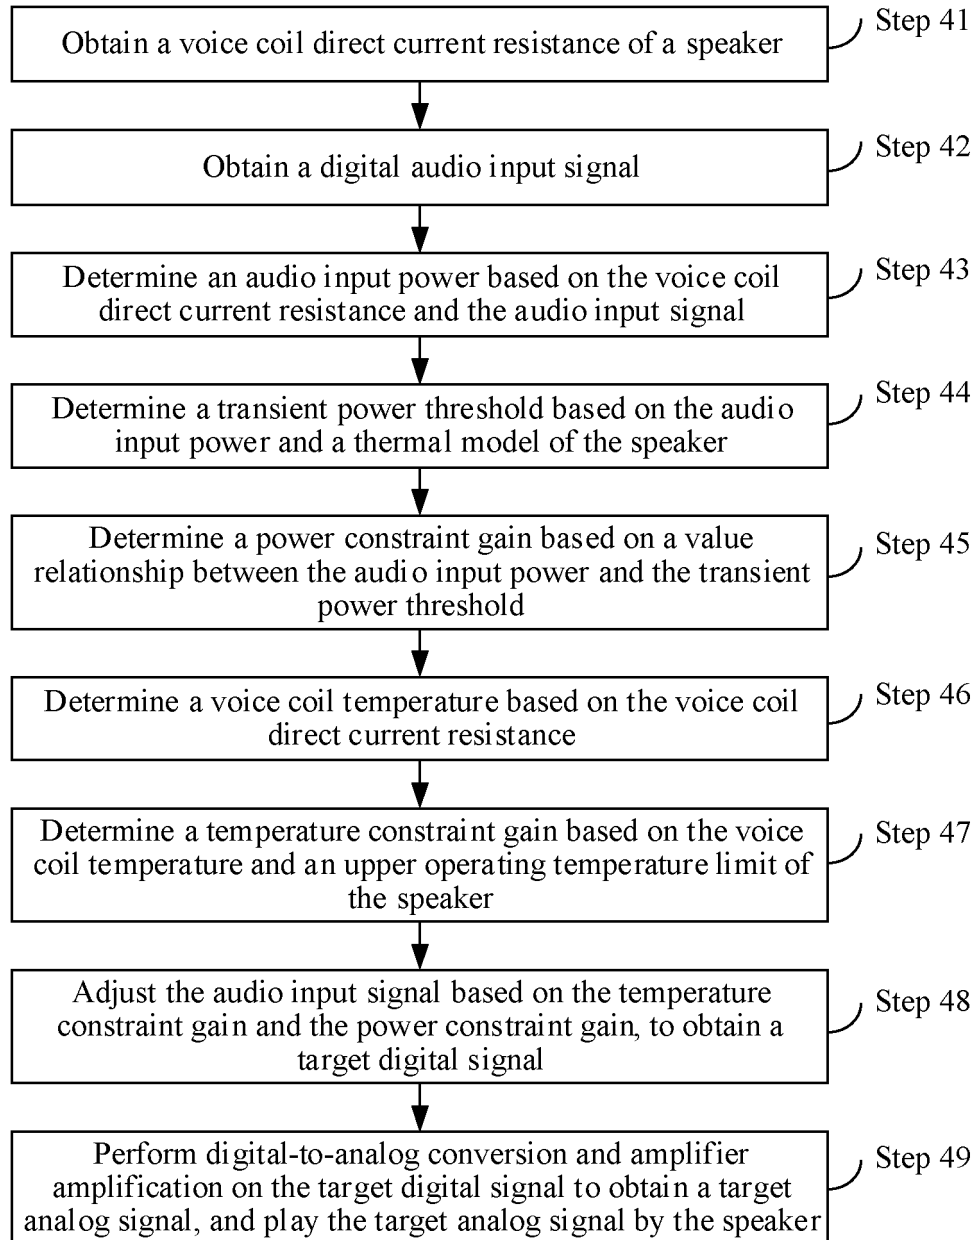 Obtain a voice coil direct current resistance of a speaker
Step 41
Obtain a digital audio input signal
Step 42
Determine an audio input power based on the voice coil
direct current resistance and the audio input signal
Step 43
Determine a transient power threshold based on the audio
input power and a thermal model of the speaker
Step 44
Determine a power constraint gain based on a value
relationship between the audio input power and the transient
power threshold
Step 45
Determine a voice coil temperature based on the voice coil
direct current resistance
Step 46
Determine a temperature constraint gain based on the voice
coil temperature and an upper operating temperature limit of
the speaker
Step 47
Adjust the audio input signal based on the temperature
constraint gain and the power constraint gain, to obtain a
target digital signal
Step 48
Perform digital-to-analog conversion and amplifier
amplification on the target digital signal to obtain a target
analog signal, and play the target analog signal by the speaker
Step 49